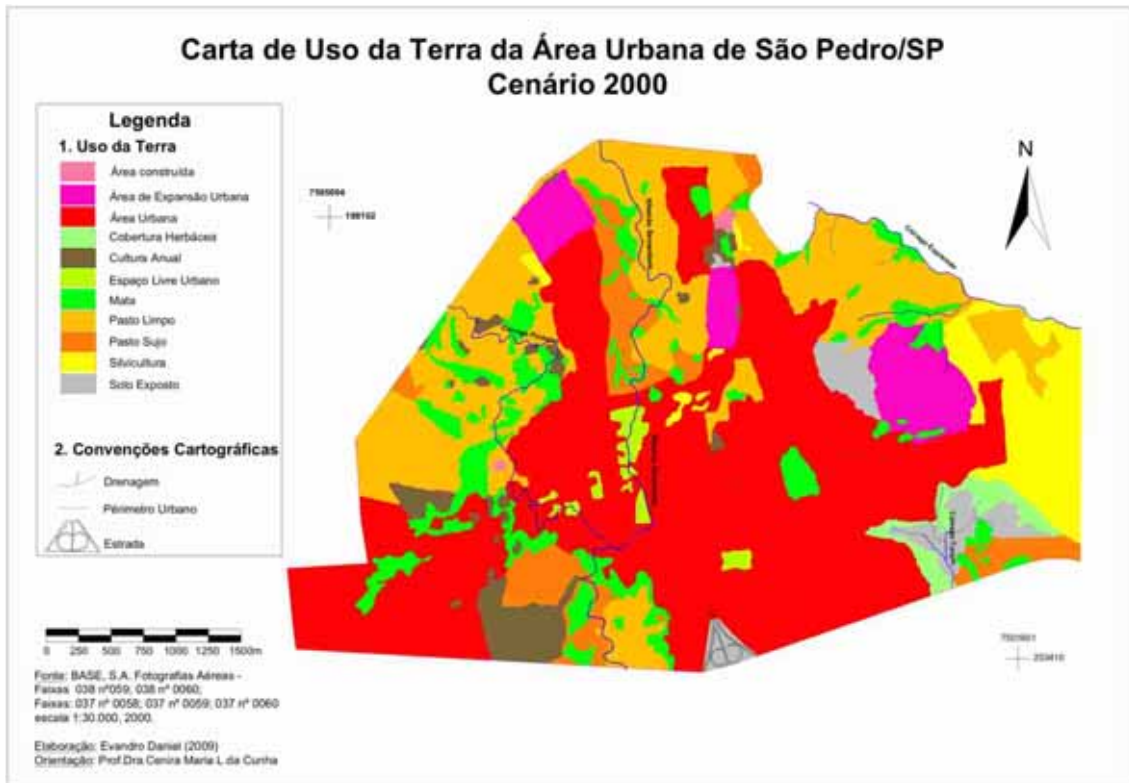 Carta de Uso da Terra da Área Urbana de São Pedro/SP
Cenário 2000
Legenda
1. Uso da Terra
Área construída
Área de Expansão Urbana
Área Urbana
Cobertura Herbácea
Cultura Anual
Espaço Livre Urbano
Mata
Pasto Limpo
Pasto Sujo
Silvicultura
Solo Exposto
2. Convenções Cartográficas
Drenagem
Périmetro Urbano
Estrada
N
0 250 500 750 1000 1250 1500m
Fonte: BASE, S.A. Fotografias Aéreas -
Faixas 038 nº059; 038 nº 0060;
Faixas: 037 nº 0058; 037 nº 0059; 037 nº 0060
escala 1:30.000, 2000.
Elaboração: Evandro Daniel (2009)
Orientação: Prof.Dra Cenira Maria L da Cunha